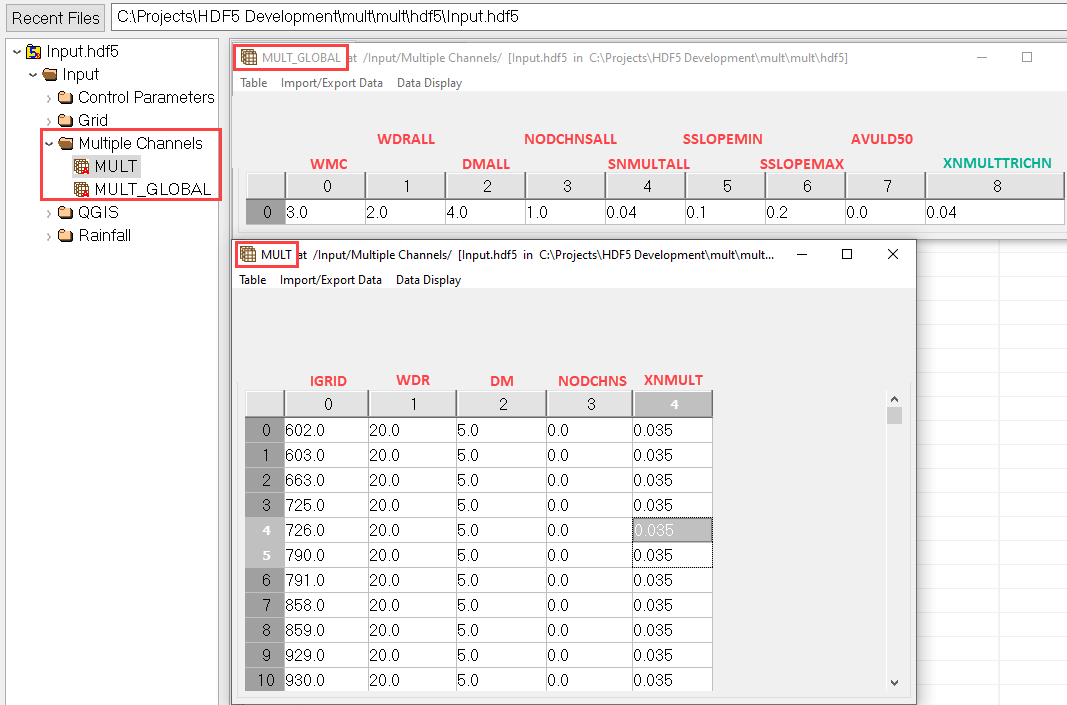 Recent Files
C:\Projects\HDF5 Development\mult\mult\hdf5\Input.hdf5
Input.hdf5
Input
Control Parameters
Grid
Multiple Channels
MULT
MULT_GLOBAL
QGIS
Rainfall
MULT_GLOBAL at /Input/Multiple Channels/ [Input.hdf5 in C:\Projects\HDF5 Development\mult\mult\hdf5]
Table Import/Export Data Data Display
WDRALL NODCHNSALL SSLOPEMIN AVULD50
WMC DMALL SNMULTALL SSLOPEMAX XNMULTTRICHN
0 1 2 3 4 5 6 7 8
0 3.0 2.0 4.0 1.0 0.04 0.1 0.2 0.0 0.04
MULT at /Input/Multiple Channels/ [Input.hdf5 in C:\Projects\HDF5 Development\mult\mult...
Table Import/Export Data Data Display
IGRID WDR DM NODCHNS XNMULT
0 1 2 3 4
0 602.0 20.0 5.0 0.0 0.035
1 603.0 20.0 5.0 0.0 0.035
2 663.0 20.0 5.0 0.0 0.035
3 725.0 20.0 5.0 0.0 0.035
4 726.0 20.0 5.0 0.0 0.035
5 790.0 20.0 5.0 0.0 0.035
6 791.0 20.0 5.0 0.0 0.035
7 858.0 20.0 5.0 0.0 0.035
8 859.0 20.0 5.0 0.0 0.035
9 929.0 20.0 5.0 0.0 0.035
10 930.0 20.0 5.0 0.0 0.035